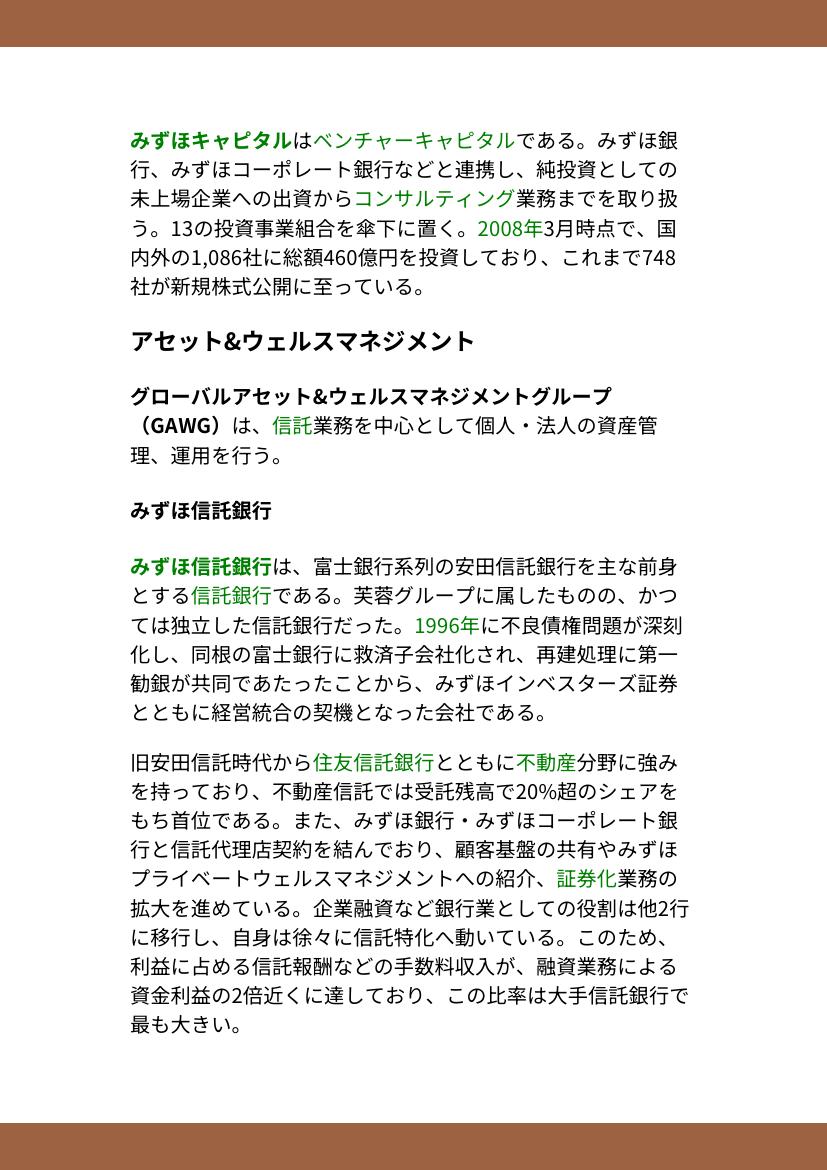 みずほキャピタルはベンチャーキャピタルである。みずほ銀
行、みずほコーポレート銀行などと連携し、純投資としての
未上場企業への出資からコンサルティング業務までを取り扱
う。13の投資事業組合を傘下に置く。2008年3月時点で、国
内外の1,086社に総額460億円を投資しており、これまで748
社が新規株式公開に至っている。
アセット&ウェルスマネジメント
グローバルアセット&ウェルスマネジメントグループ
（GAWG）は、信託業務を中心として個人・法人の資産管
理、運用を行う。
みずほ信託銀行
みずほ信託銀行は、富士銀行系列の安田信託銀行を主な前身
とする信託銀行である。芙蓉グループに属したものの、かつ
ては独立した信託銀行だった。1996年に不良債権問題が深刻
化し、同根の富士銀行に救済子会社化され、再建処理に第一
勧銀が共同であたったことから、みずほインベスターズ証券
とともに経営統合の契機となった会社である。
旧安田信託時代から住友信託銀行とともに不動産分野に強み
を持っており、不動産信託では受託残高で20%超のシェアを
もち首位である。また、みずほ銀行・みずほコーポレート銀
行と信託代理店契約を結んでおり、顧客基盤の共有やみずほ
プライベートウェルスマネジメントへの紹介、証券化業務の
拡大を進めている。企業融資など銀行業としての役割は他2行
に移行し、自身は徐々に信託特化へ動いている。このため、
利益に占める信託報酬などの手数料収入が、融資業務による
資金利益の2倍近くに達しており、この比率は大手信託銀行で
最も大きい。